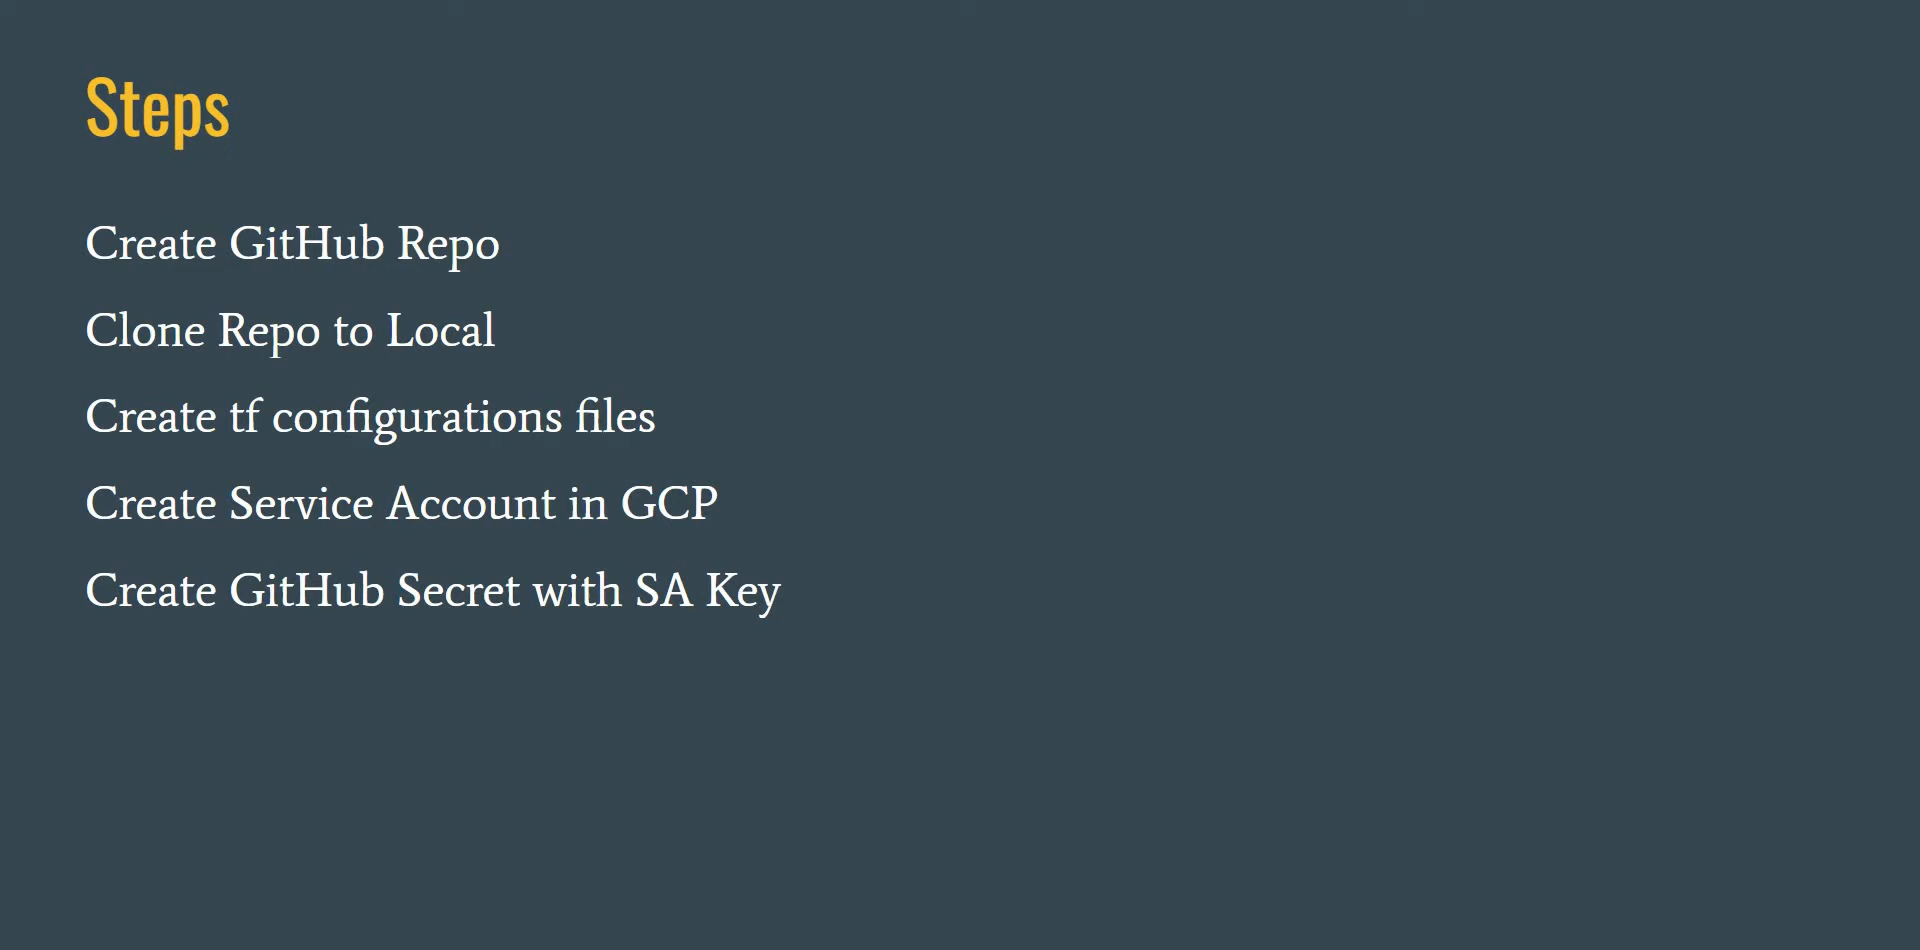 Steps
Create GitHub Repo
Clone Repo to Local
Create tf configurations files
Create Service Account in GCP
Create GitHub Secret with SA Key